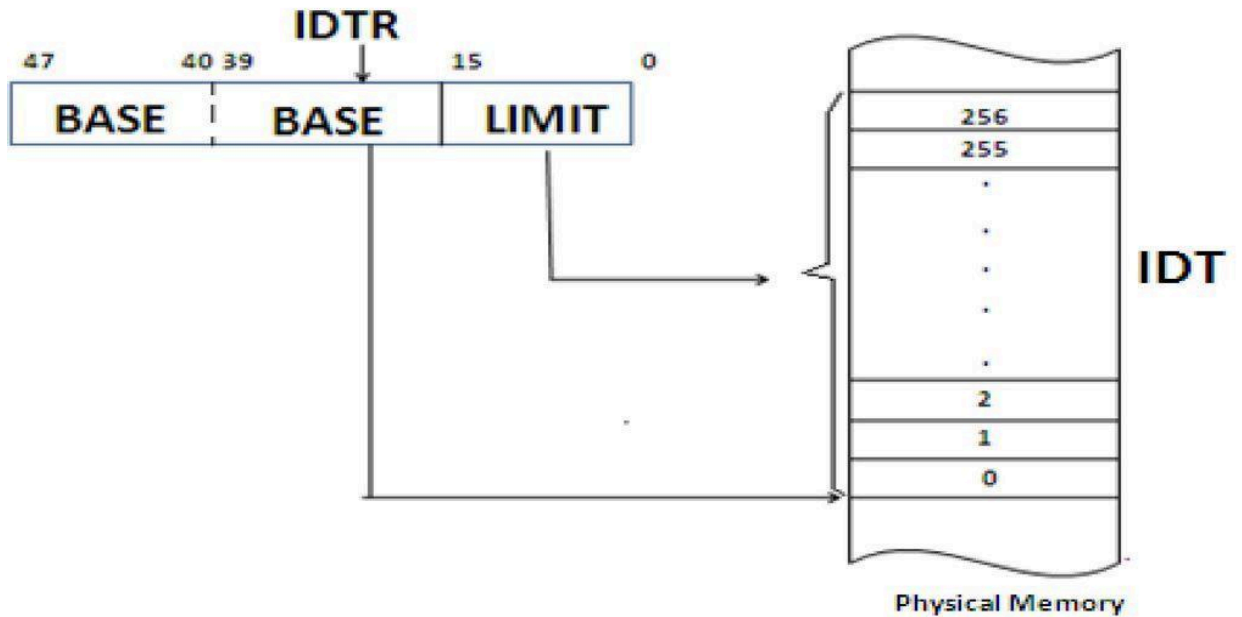 IDTR
47 40 39 15 0
BASE BASE LIMIT
256
255
IDT
2
1
0
Physical Memory